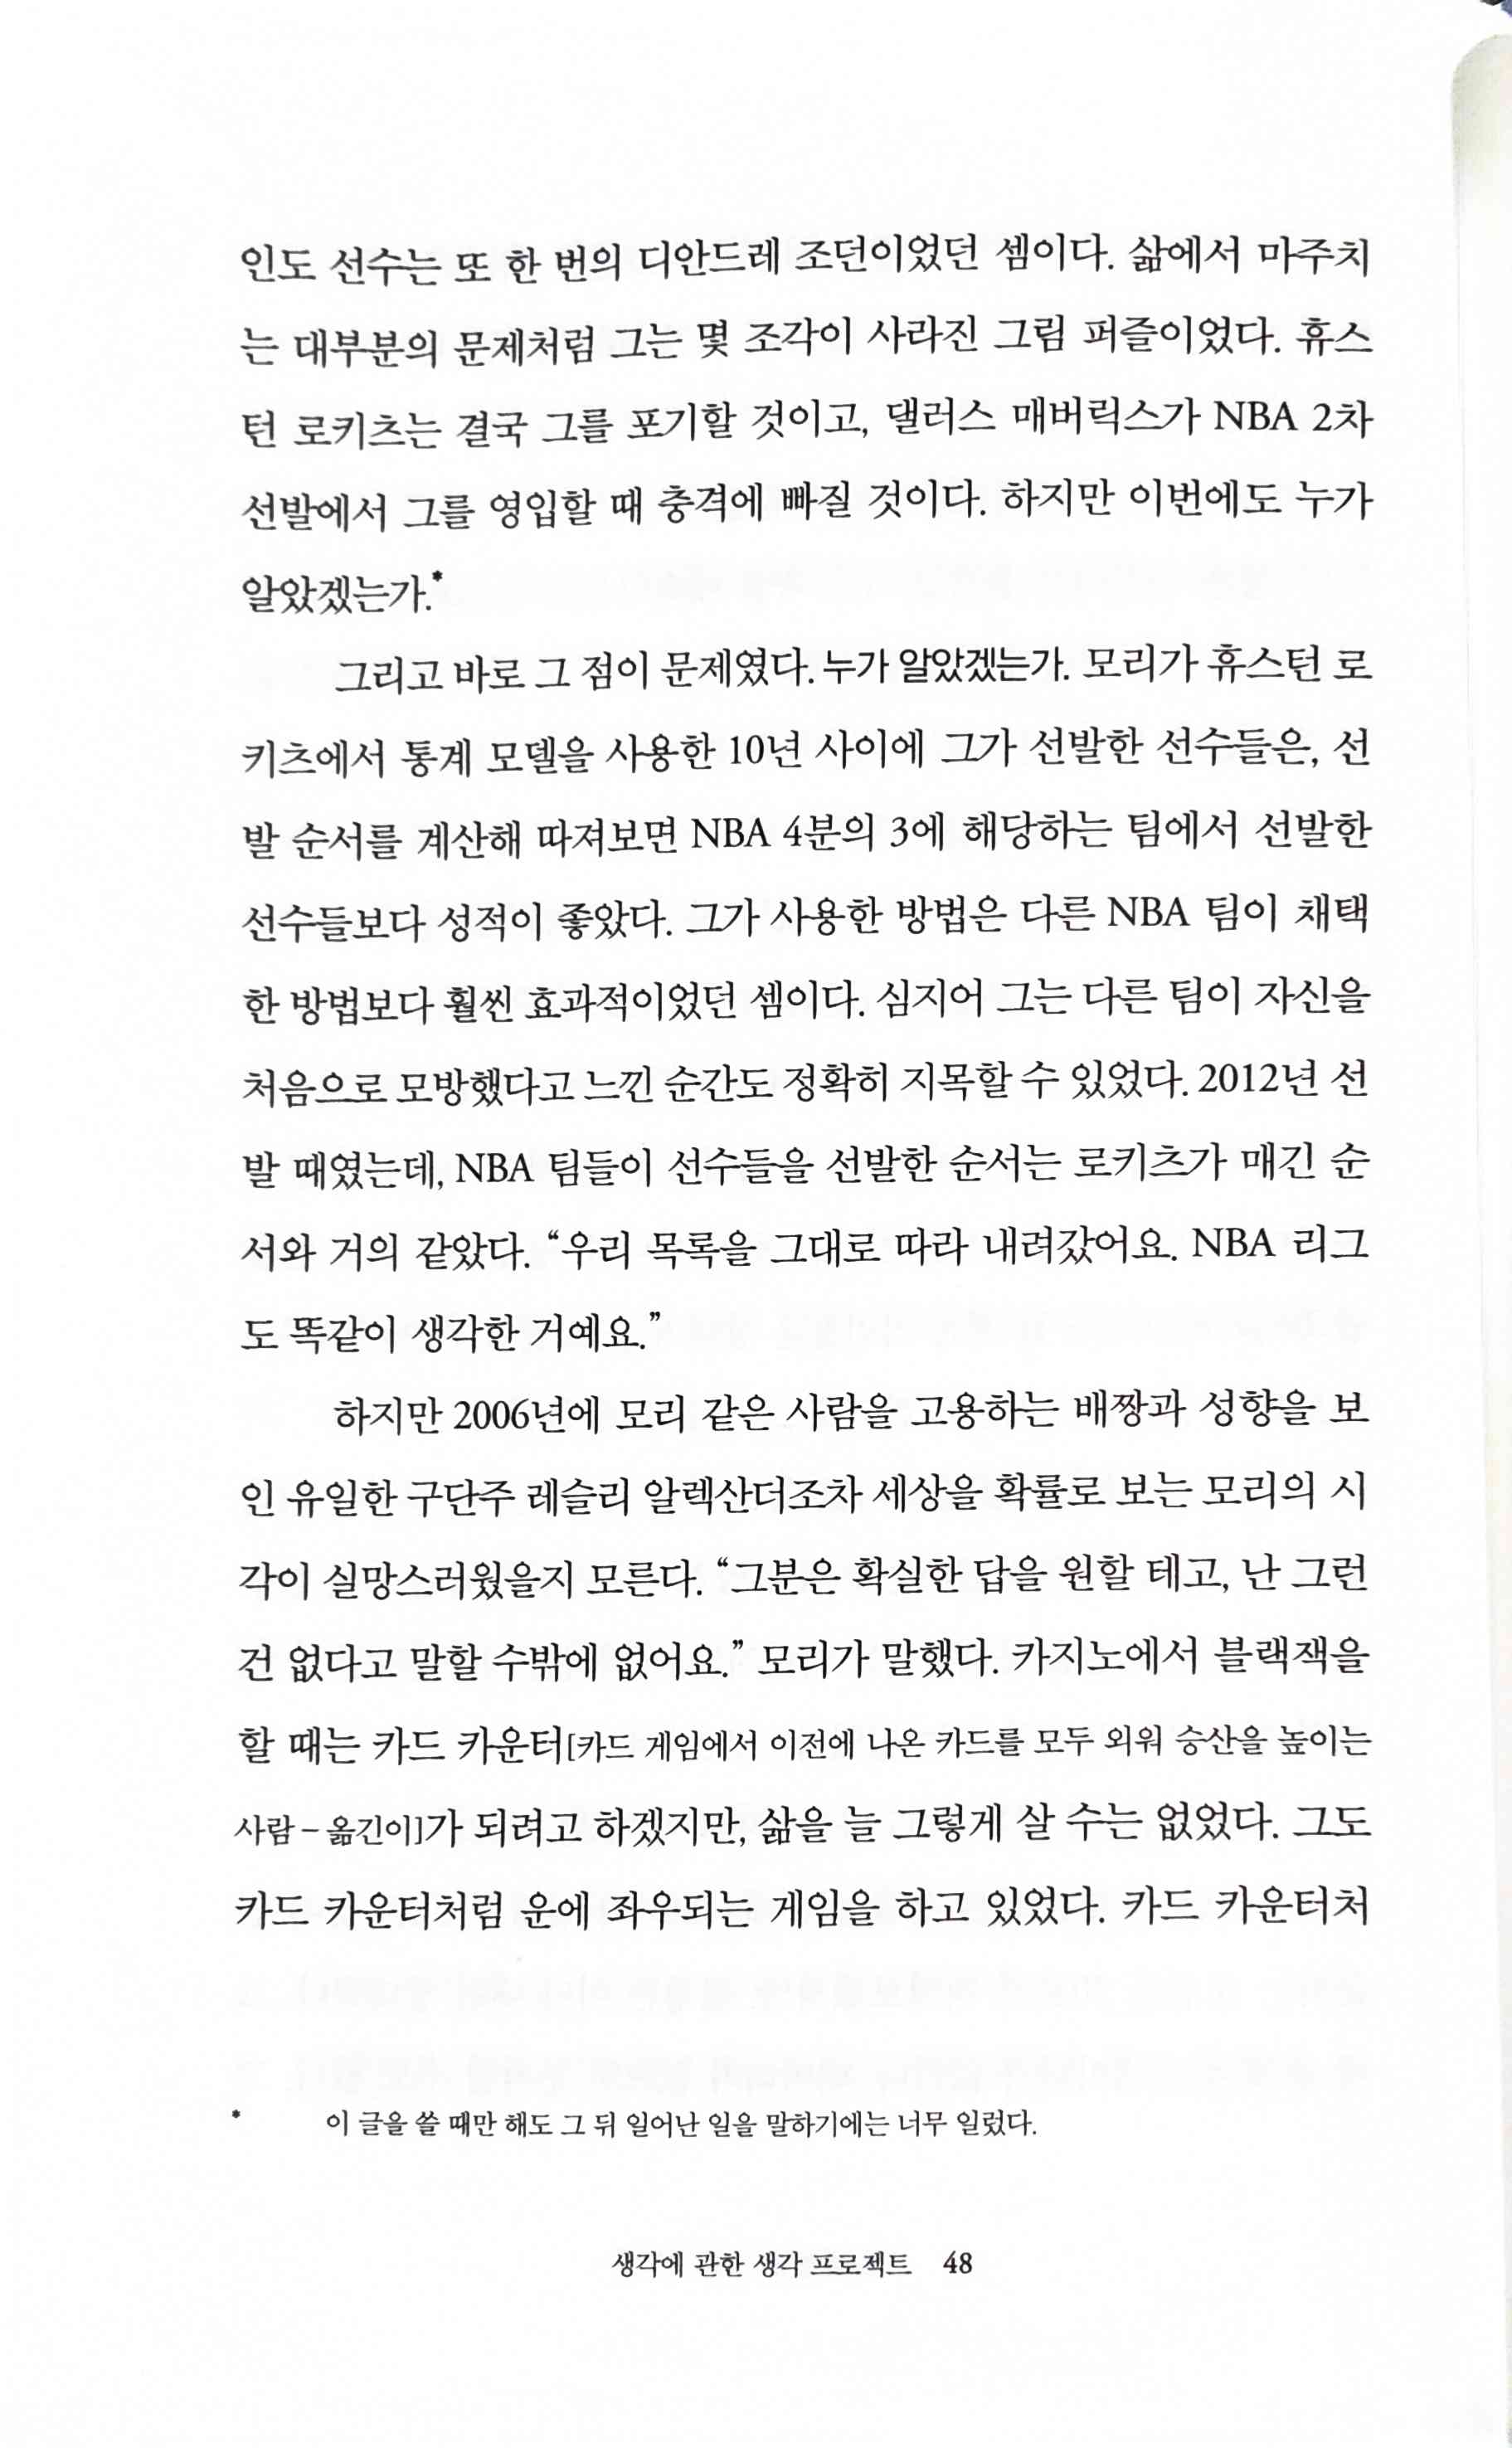 인도 선수는 또 한 번의 디안드레 조던이었던 셈이다. 삶에서 마주치
는 대부분의 문제처럼 그는 몇 조각이 사라진 그림 퍼즐이었다. 휴스
턴 로키츠는 결국 그를 포기할 것이고, 댈러스 매버릭스가 NBA 2차
선발에서 그를 영입할 때 충격에 빠질 것이다. 하지만 이번에도 누가
알았겠는가.*
그리고 바로 그 점이 문제였다. 누가 알았겠는가. 모리가 휴스턴 로
키츠에서 통계 모델을 사용한 10년 사이에 그가 선발한 선수들은, 선
발 순서를 계산해 따져보면 NBA 4분의 3에 해당하는 팀에서 선발한
선수들보다 성적이 좋았다. 그가 사용한 방법은 다른 NBA 팀이 채택
한 방법보다 훨씬 효과적이었던 셈이다. 심지어 그는 다른 팀이 자신을
처음으로 모방했다고 느낀 순간도 정확히 지목할 수 있었다. 2012년 선
발 때였는데, NBA 팀들이 선수들을 선발한 순서는 로키츠가 매긴 순
서와 거의 같았다. “우리 목록을 그대로 따라 내려갔어요. NBA 리그
도 똑같이 생각한 거예요.”
하지만 2006년에 모리 같은 사람을 고용하는 배짱과 성향을 보
인 유일한 구단주 레슬리 알렉산더조차 세상을 확률로 보는 모리의 시
각이 실망스러웠을지 모른다. “그분은 확실한 답을 원할 테고, 난 그런
건 없다고 말할 수밖에 없어요.” 모리가 말했다. 카지노에서 블랙잭을
할 때는 카드 카운터[카드 게임에서 이전에 나온 카드를 모두 외워 승산을 높이는
사람 – 옮긴이]가 되려고 하겠지만, 삶을 늘 그렇게 살 수는 없었다. 그도
카드 카운터처럼 운에 좌우되는 게임을 하고 있었다. 카드 카운터처
* 이 글을 쓸 때만 해도 그 뒤 일어난 일을 말하기에는 너무 일렀다.
생각에 관한 생각 프로젝트 48